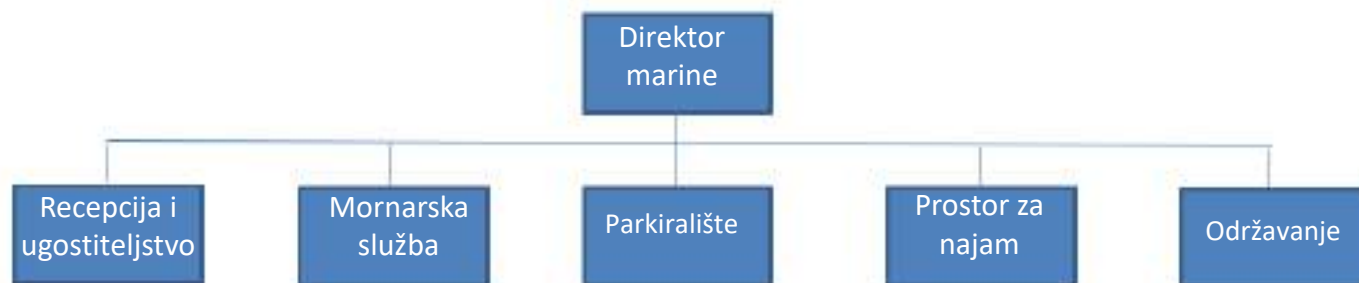 Direktor
marine
Recepcija i
ugostiteljstvo
Mornarska
služba
Parkiralište
Prostor za
najam
Održavanje